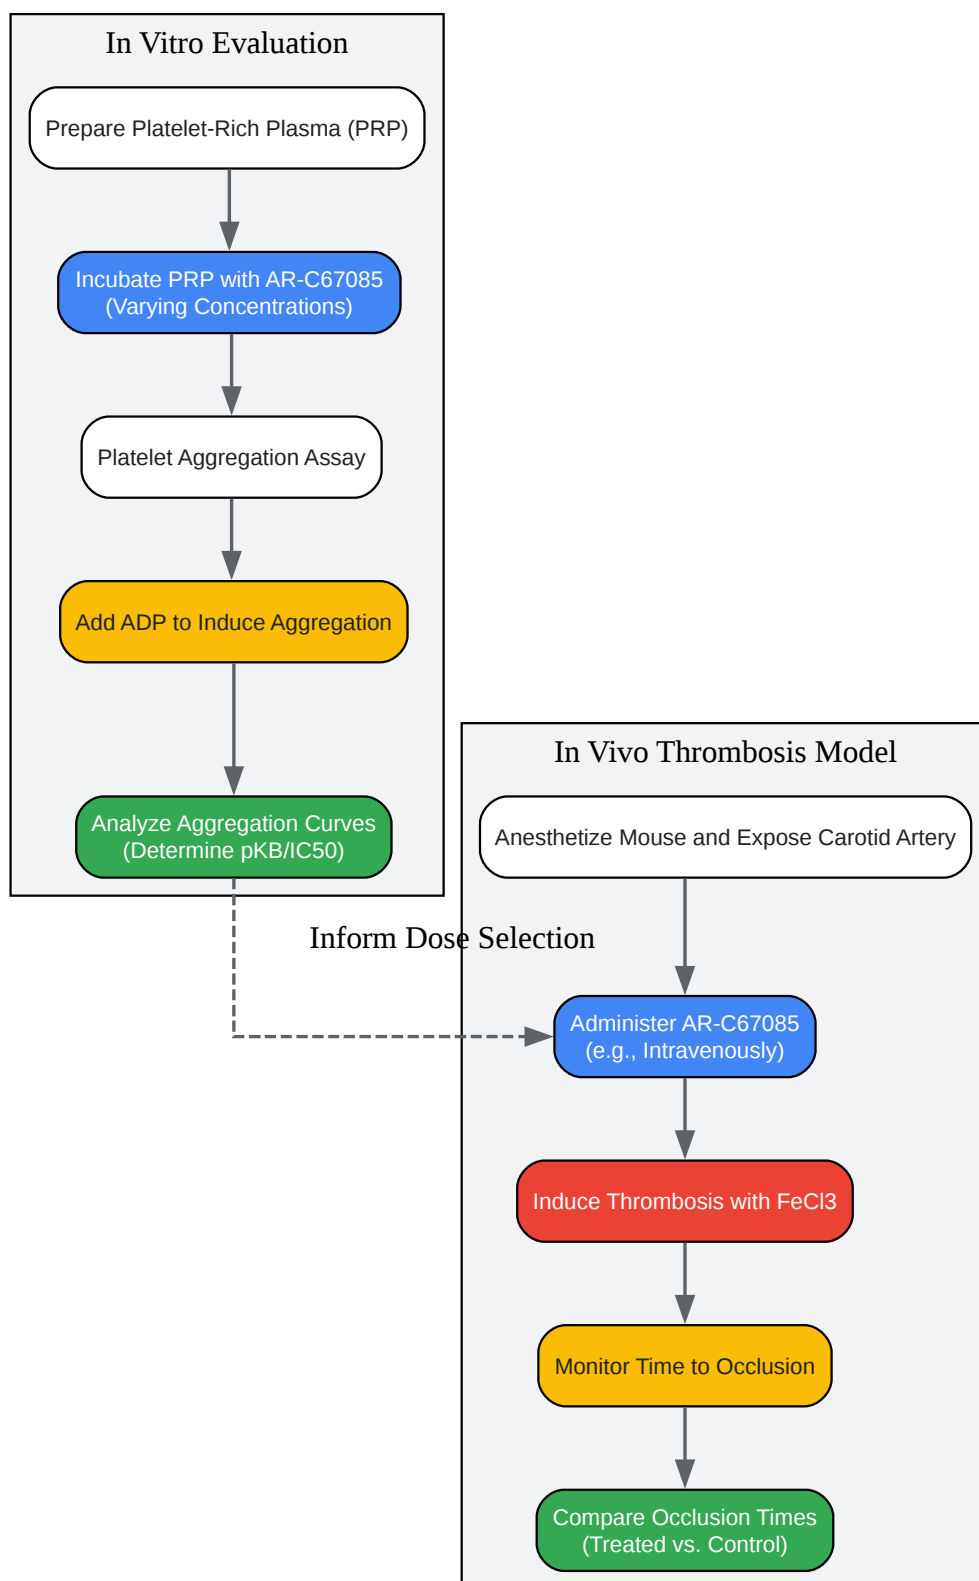 In Vitro Evaluation
Prepare Platelet-Rich Plasma (PRP)
Incubate PRP with AR-C67085
(Varying Concentrations)
Platelet Aggregation Assay
Add ADP to Induce Aggregation
Analyze Aggregation Curves
(Determine pKB/IC50)
Inform Dose Selection
In Vivo Thrombosis Model
Anesthetize Mouse and Expose Carotid Artery
Administer AR-C67085
(e.g., Intravenously)
Induce Thrombosis with FeCl3
Monitor Time to Occlusion
Compare Occlusion Times
(Treated vs. Control)